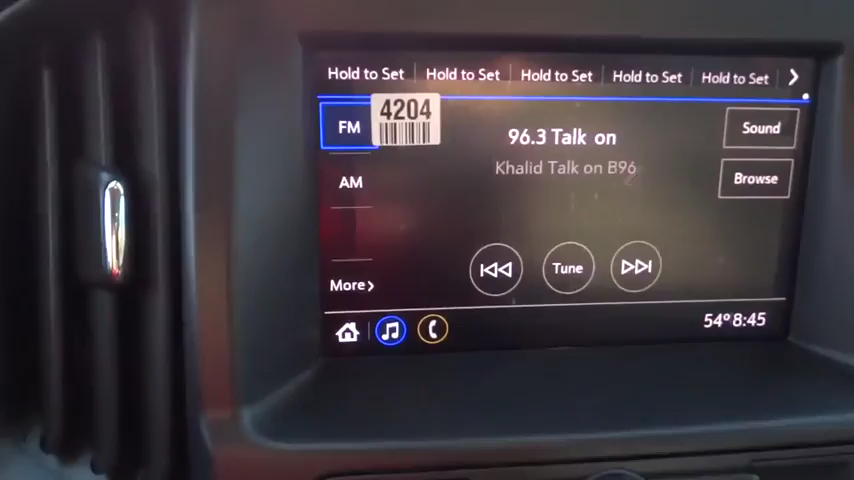 Hold to Set Hold to Set Hold to Set Hold to Set Hold to Set
FM
4204
96.3 Talk on
Khalid Talk on B96
Sound
AM
Browse
More
Tune
54° 8:45